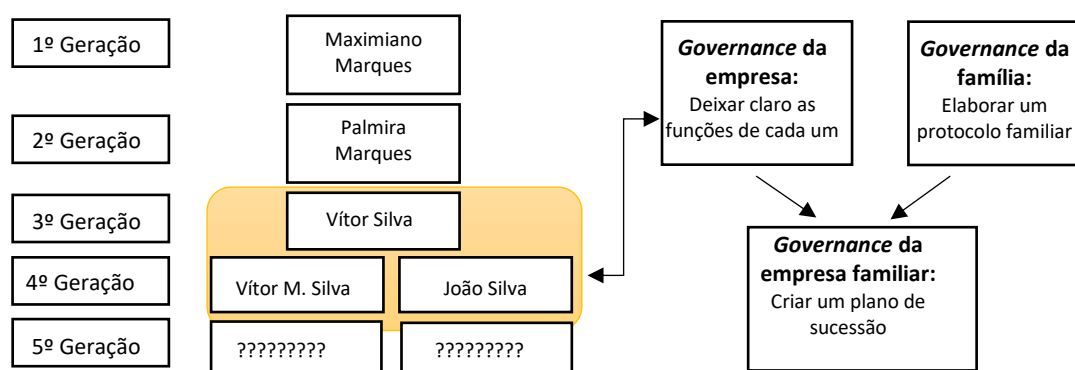 1º Geração
Maximiano
Marques
2º Geração
Palmira
Marques
3º Geração
Vítor Silva
4º Geração
Vítor M. Silva
João Silva
5º Geração
?????????
?????????
Governance da
empresa:
Deixar claro as
funções de cada um
Governance da
família:
Elaborar um
protocolo familiar
Governance da
empresa familiar:
Criar um plano de
sucessão